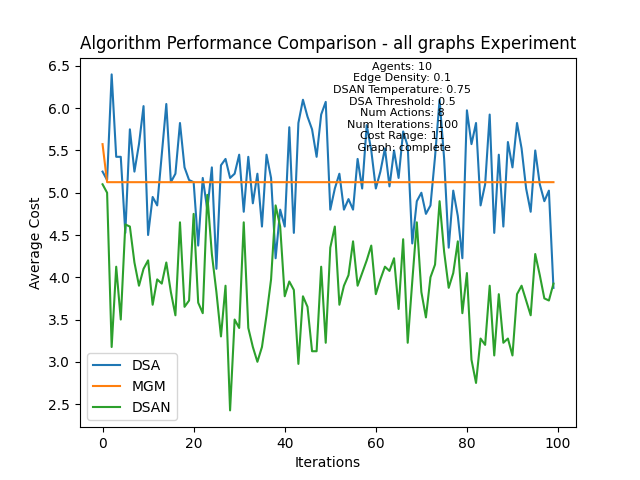 Algorithm Performance Comparison - all graphs Experiment
Agents: 10
Edge Density: 0.1
DSAN Temperature: 0.75
DSA Threshold: 0.5
Num Actions: 8
Num Iterations: 100
Cost Range: 11
Graph: complete
6.5
6.0
5.5
5.0
4.5
4.0
3.5
3.0
2.5
Average Cost
DSA
MGM
DSAN
0
20
40
60
80
100
Iterations